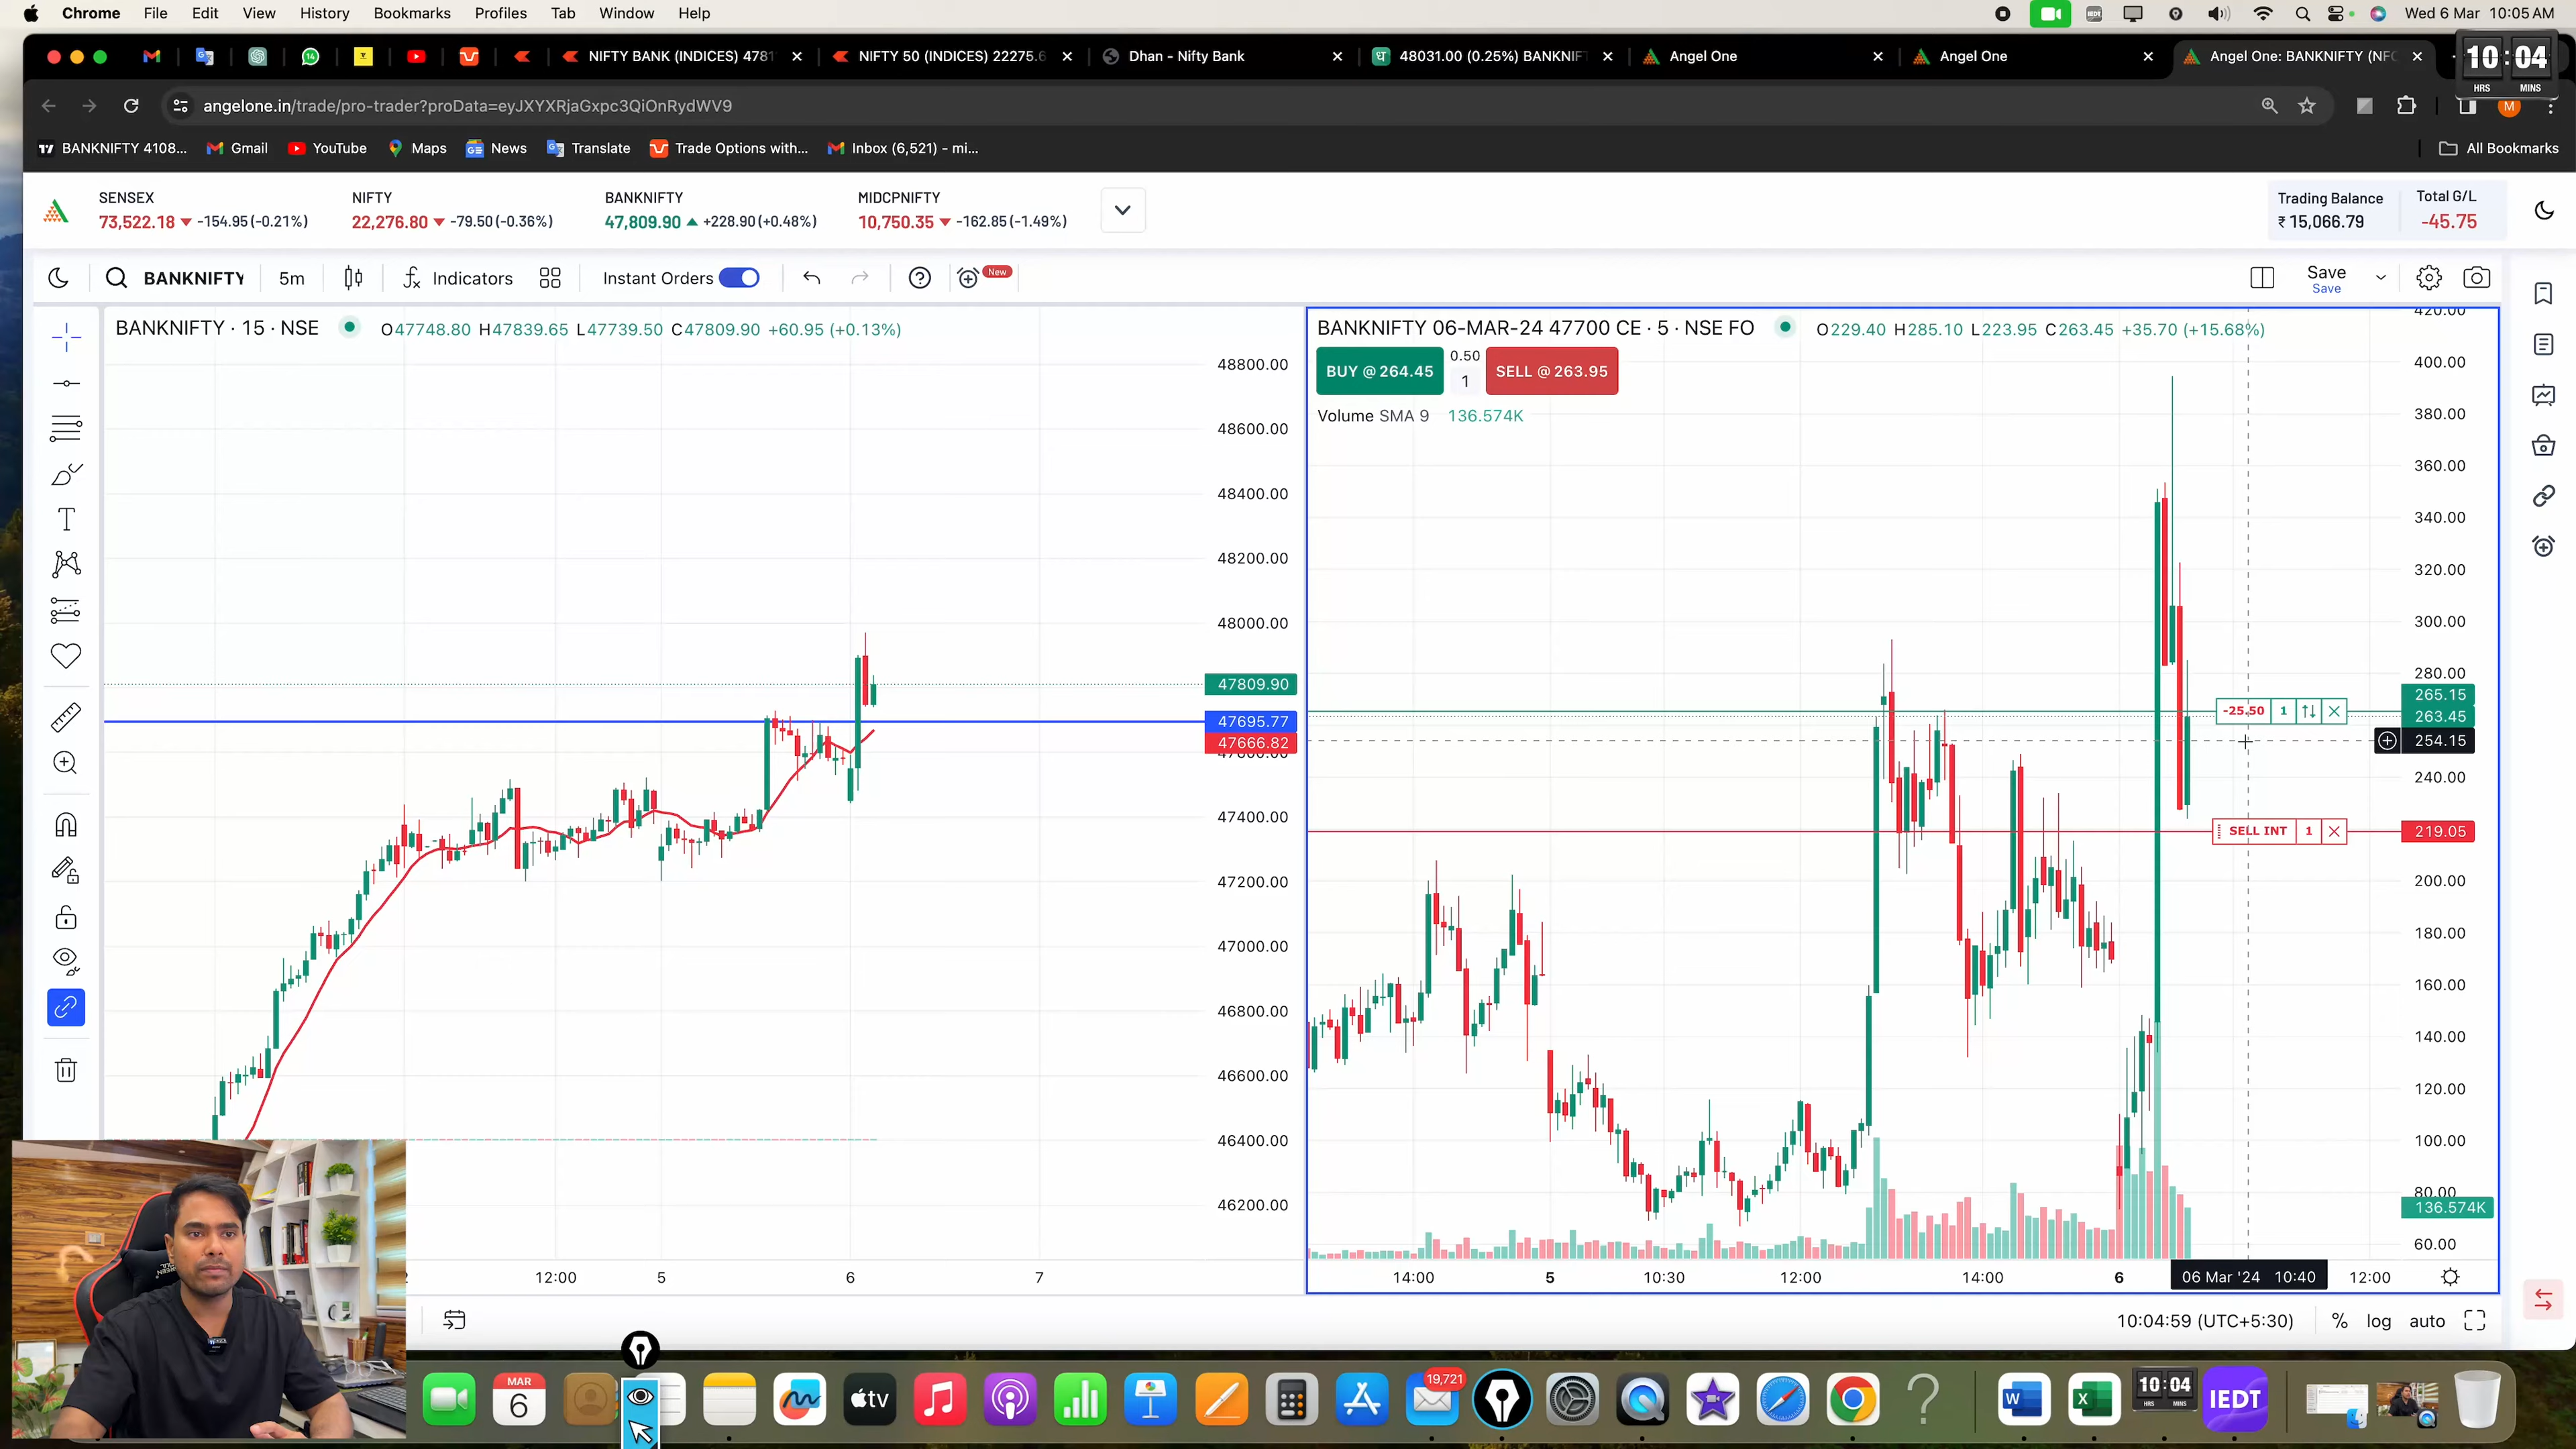 Chrome File Edit View History Bookmarks Profiles Tab Window Help
IEDT
Wed 6 Mar 10:05 AM
14
NIFTY BANK (INDICES) 4781
NIFTY 50 (INDICES) 22275.6
Dhan - Nifty Bank
48031.00 (0.25%) BANKNIF
Angel One
Angel One
Angel One: BANKNIFTY (NFO
10:04
HRS MINS
angelone.in/trade/pro-trader?proData=eyJXYXRjaGxpc3QiOnRydWV9
M
BANKNIFTY 4108...
Gmail
YouTube
Maps
News
Translate
Trade Options with...
Inbox (6,521) - mi...
All Bookmarks
SENSEX
73,522.18 -154.95(-0.21%)
NIFTY
22,276.80 -79.50(-0.36%)
BANKNIFTY
47,809.90 +228.90(+0.48%)
MIDCPNIFTY
10,750.35 -162.85(-1.49%)
Trading Balance
₹ 15,066.79
Total G/L
-45.75
BANKNIFTY
5m
Indicators
Instant Orders
New
Save
Save
BANKNIFTY · 15 · NSE O47748.80 H47839.65 L47739.50 C47809.90 +60.95 (+0.13%)
48800.00
48600.00
48400.00
48200.00
48000.00
47809.90
47695.77
47666.82
47400.00
47200.00
47000.00
46800.00
46600.00
46400.00
46200.00
12:00 5 6 7
BANKNIFTY 06-MAR-24 47700 CE · 5 · NSE FO O229.40 H285.10 L223.95 C263.45 +35.70 (+15.68%)
BUY @ 264.45
0.50
1
SELL @ 263.95
Volume SMA 9 136.574K
420.00
400.00
380.00
360.00
340.00
320.00
300.00
280.00
265.15
-25.50 1
263.45
254.15
240.00
SELL INT 1
219.05
200.00
180.00
160.00
140.00
120.00
100.00
80.00
136.574K
60.00
14:00 5 10:30 12:00 14:00 6 06 Mar '24 10:40 12:00
10:04:59 (UTC+5:30) % log auto
MAR
6
tv
19,721
W
X
10:04
HRS MINS
IEDT